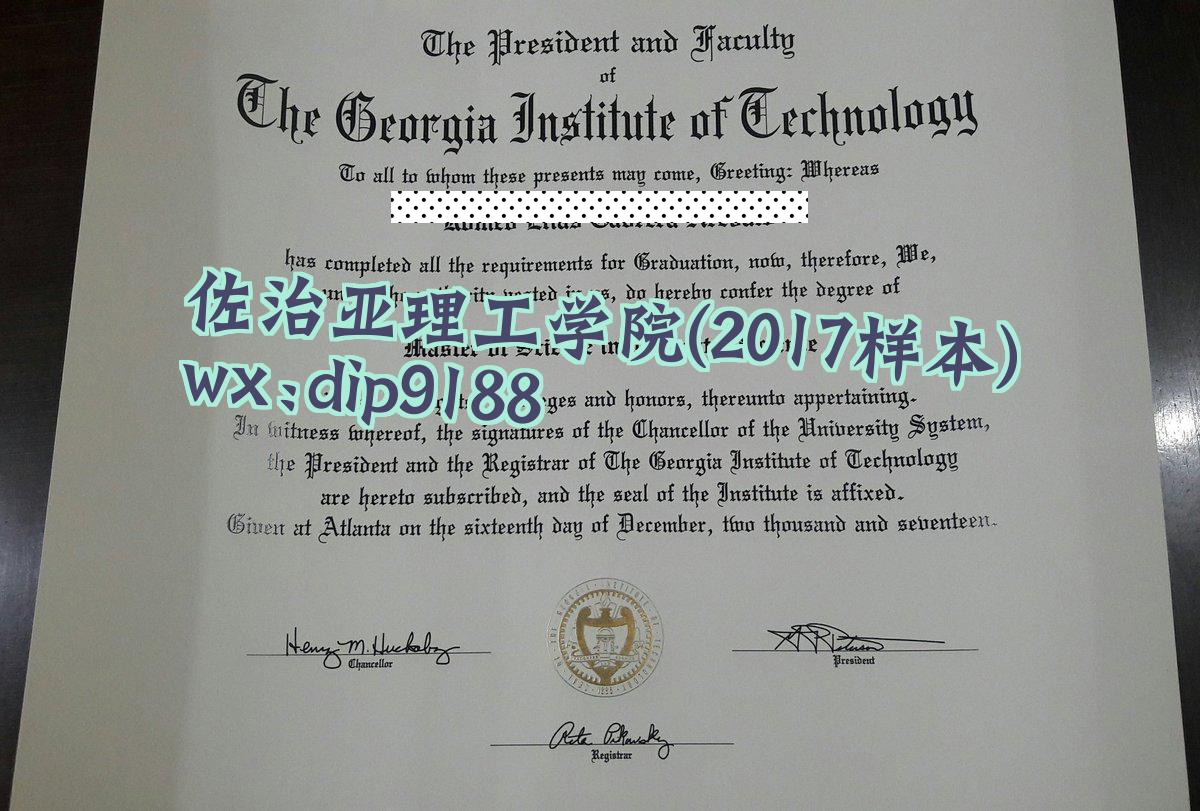 The President and Faculty
of
The Georgia Institute of Technology
To all to whom these presents may come, Greeting: Whereas
has completed all the requirements for Graduation, now, therefore, We,
do hereby confer the degree of
佐治亚理工学院(2017样本)
Master of
wx:dip9188
and honors, thereunto appertaining.
In witness whereof, the signatures of the Chancellor of the University System,
the President and the Registrar of The Georgia Institute of Technology
are hereto subscribed, and the seal of the Institute is affixed.
Given at Atlanta on the sixteenth day of December, two thousand and seventeen.
Henry M. Huckaby
Chancellor
President
Rita Pikowsky
Registrar